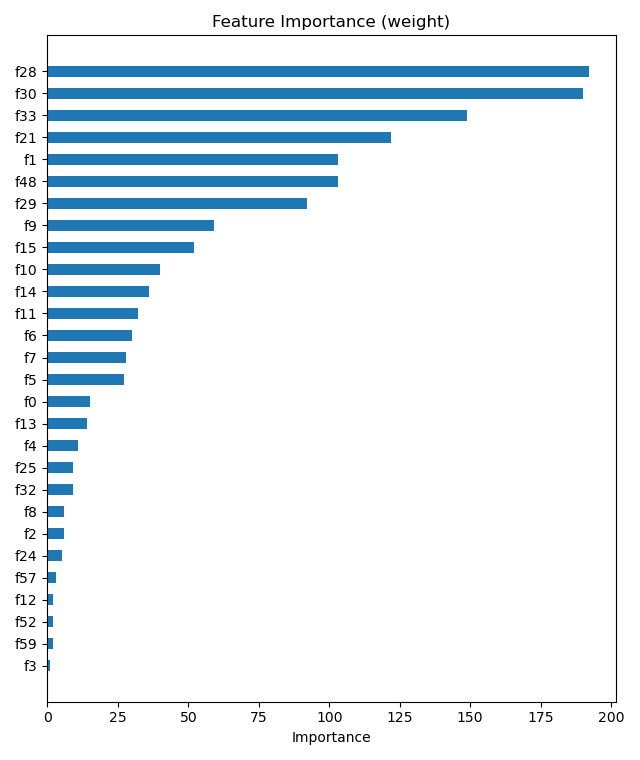 Feature Importance (weight)
f28
f30
f33
f21
f1
f48
f29
f9
f15
f10
f14
f11
f6
f7
f5
f0
f13
f4
f25
f32
f8
f2
f24
f57
f12
f52
f59
f3
0 25 50 75 100 125 150 175 200
Importance